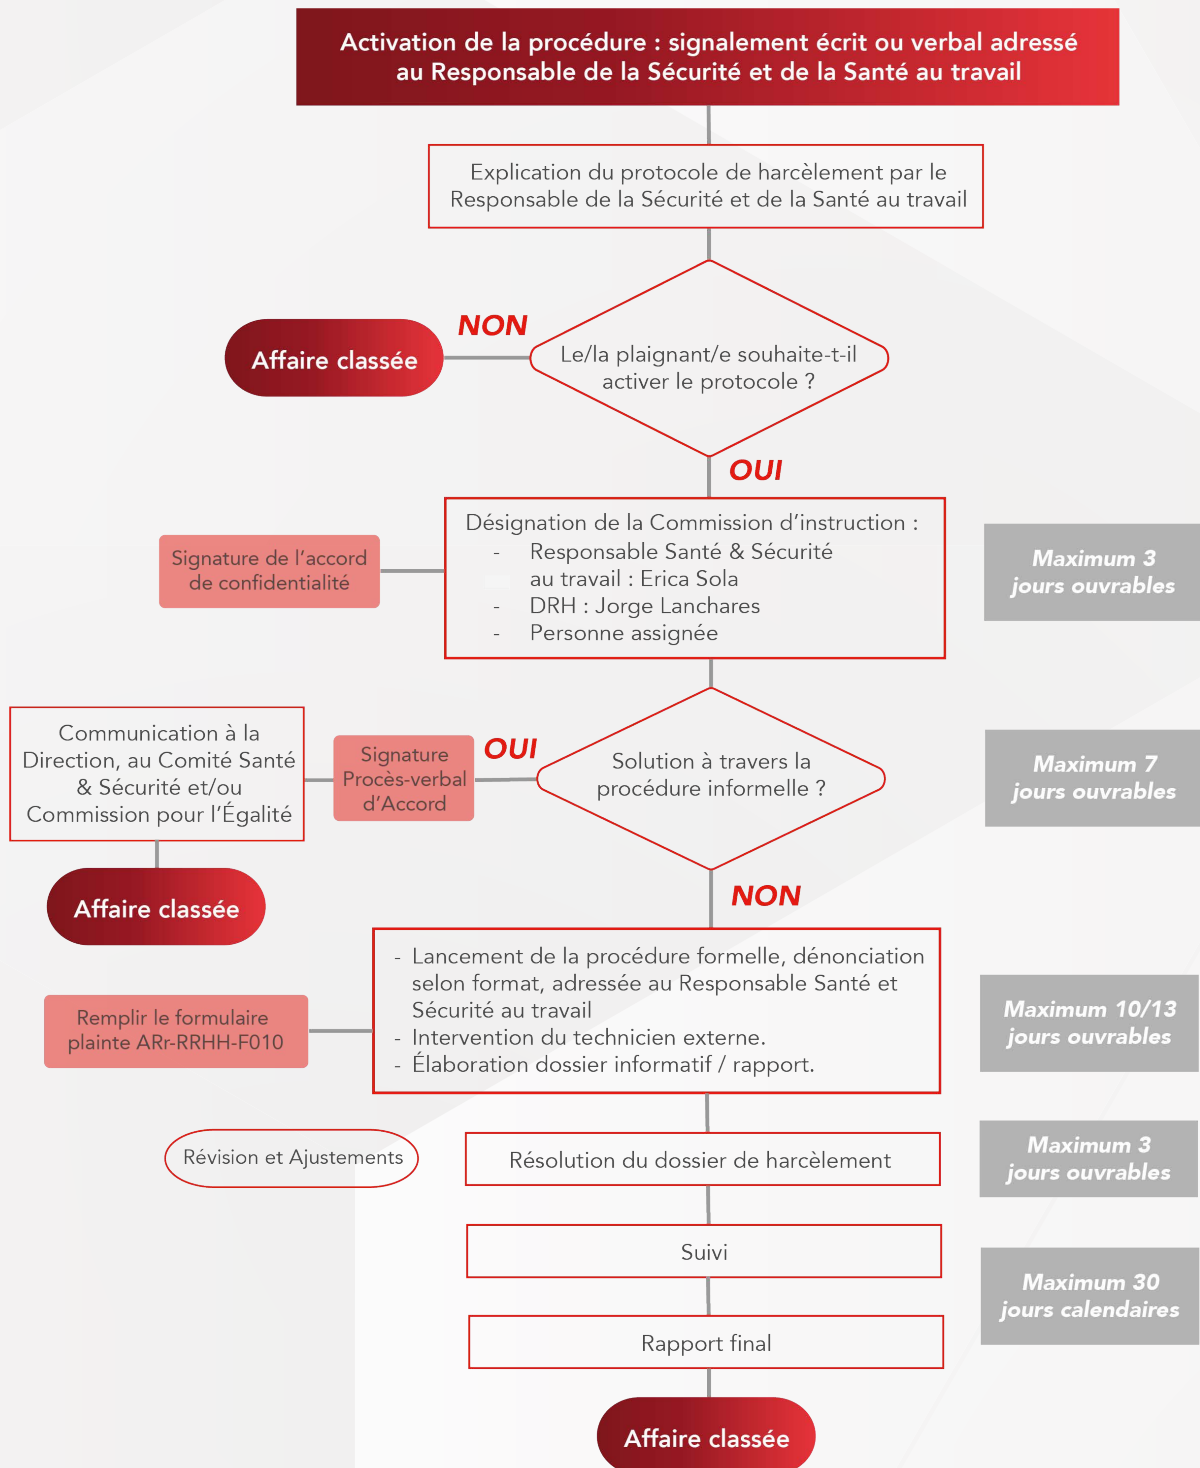 Activation de la procédure : signalement écrit ou verbal adressé
au Responsable de la Sécurité et de la Santé au travail
Explication du protocole de harcèlement par le
Responsable de la Sécurité et de la Santé au travail
NON
Affaire classée
Le/la plaignant/e souhaite-t-il
activer le protocole ?
OUI
Signature de l'accord
de confidentialité
Désignation de la Commission d'instruction :
- Responsable Santé & Sécurité
- au travail : Erica Sola
- DRH : Jorge Lanchares
- Personne assignée
Maximum 3
jours ouvrables
Communication à la
Direction, au Comité Santé
& Sécurité et/ou
Commission pour l'Égalité
Signature
Procès-verbal
d'Accord
OUI
Solution à travers la
procédure informelle ?
Maximum 7
jours ouvrables
Affaire classée
NON
Remplir le formulaire
plainte ARr-RRHH-F010
- Lancement de la procédure formelle, dénonciation
selon format, adressée au Responsable Santé et
Sécurité au travail
- Intervention du technicien externe.
- Élaboration dossier informatif / rapport.
Maximum 10/13
jours ouvrables
Révision et Ajustements
Résolution du dossier de harcèlement
Maximum 3
jours ouvrables
Suivi
Maximum 30
jours calendaires
Rapport final
Affaire classée